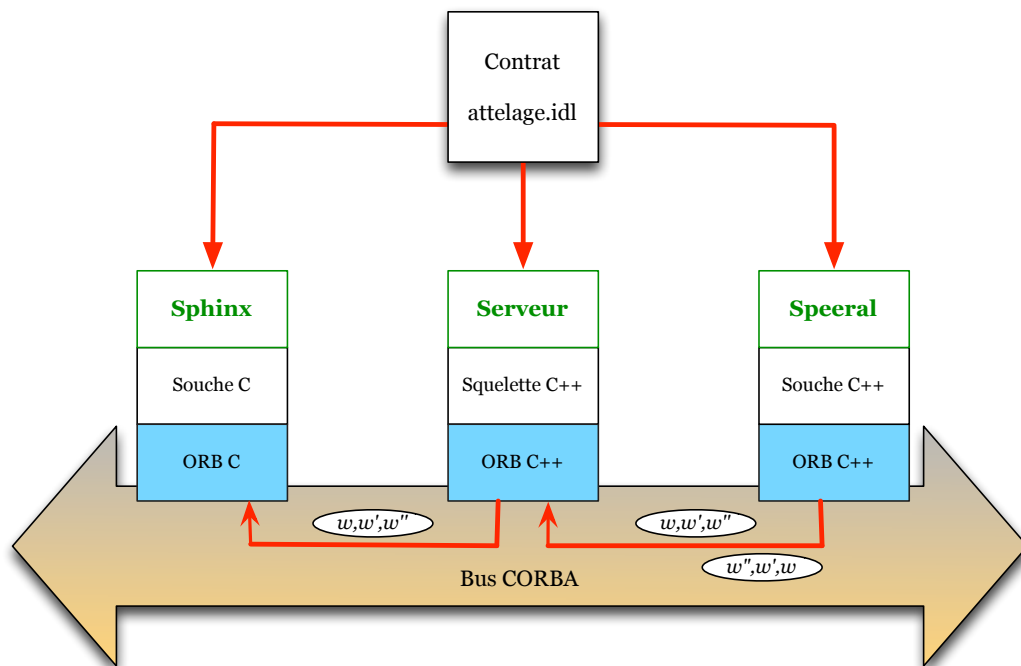 Contrat
attelage.idl
Sphinx
Serveur
Speeral
Souche C
Squelette C++
Souche C++
ORB C
ORB C++
ORB C++
w,w',w''
w,w',w''
w'',w',w
Bus CORBA